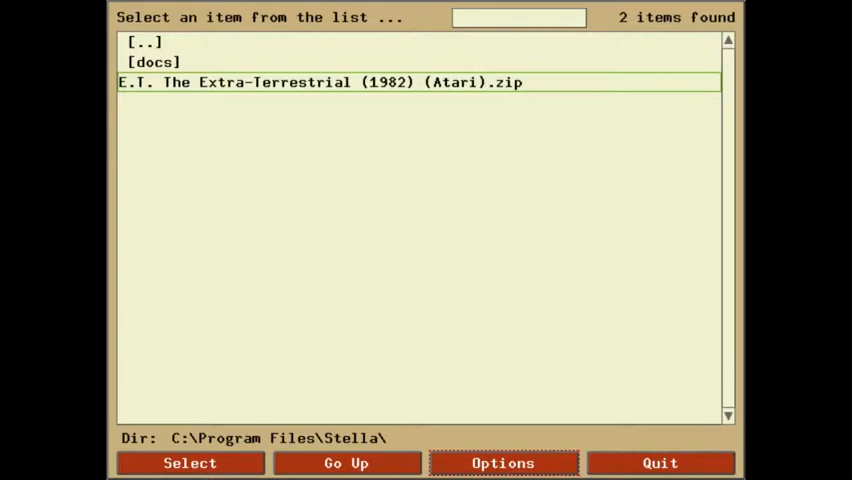 Select an item from the list ... 2 items found
[..]
[docs]
E.T. The Extra-Terrestrial (1982) (Atari).zip
Dir: C:\Program Files\Stella\
Select Go Up Options Quit